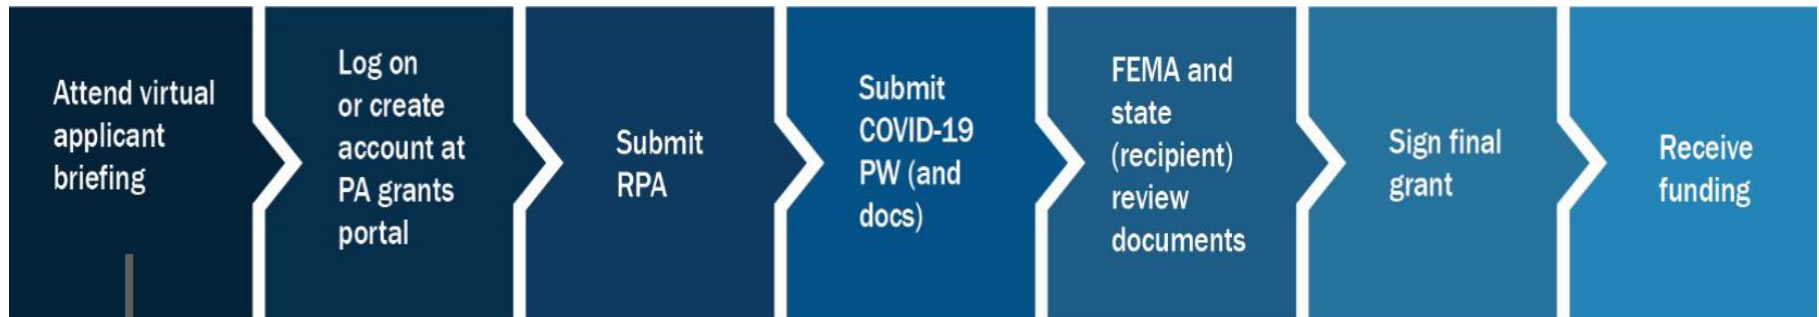 Attend virtual
applicant
briefing
Log on
or create
account at
PA grants
portal
Submit
RPA
Submit
COVID-19
PW (and
docs)
FEMA and
state
(recipient)
review
documents
Sign final
grant
Receive
funding